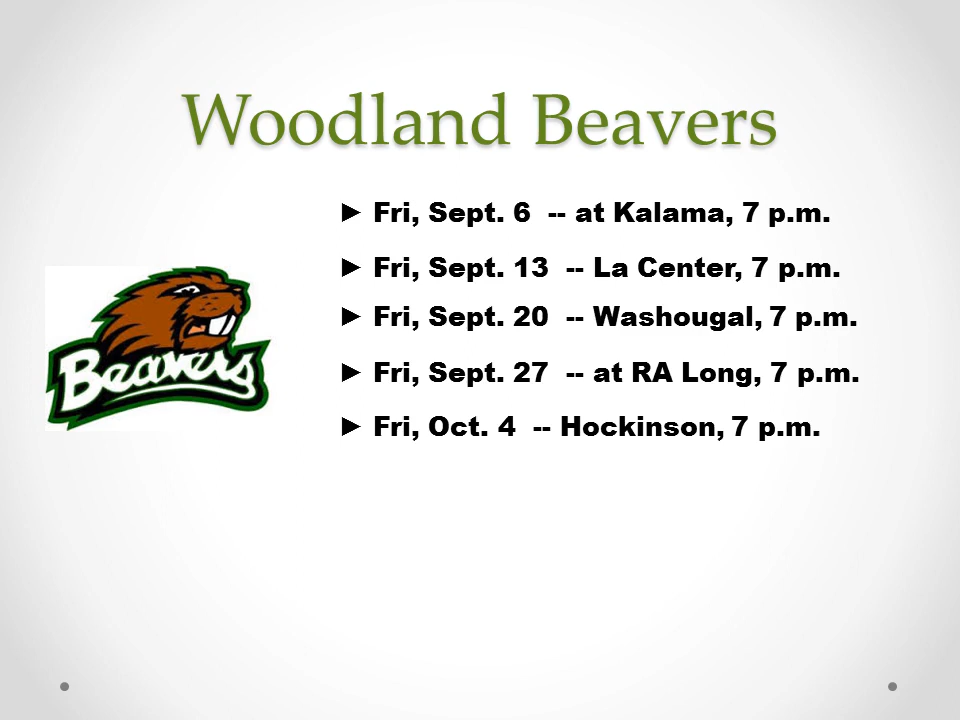 Woodland Beavers
► Fri, Sept. 6 -- at Kalama, 7 p.m.
► Fri, Sept. 13 -- La Center, 7 p.m.
► Fri, Sept. 20 -- Washougal, 7 p.m.
► Fri, Sept. 27 -- at RA Long, 7 p.m.
► Fri, Oct. 4 -- Hockinson, 7 p.m.
Beavers